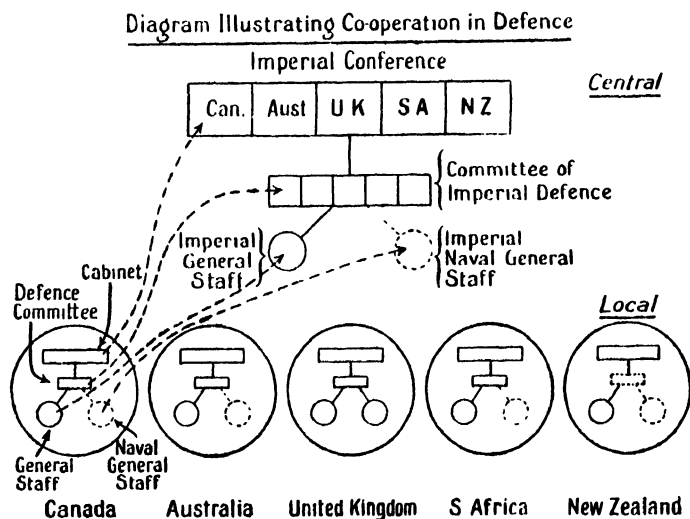 Diagram Illustrating Co-operation in Defence
Imperial Conference
Central
Can. Aust UK SA NZ
Committee of
Imperial Defence
Imperial
General
Staff
Imperial
Naval General
Staff
Cabinet
Defence
Committee
Local
General
Staff
Naval
General
Staff
Canada Australia United Kingdom S Africa New Zealand